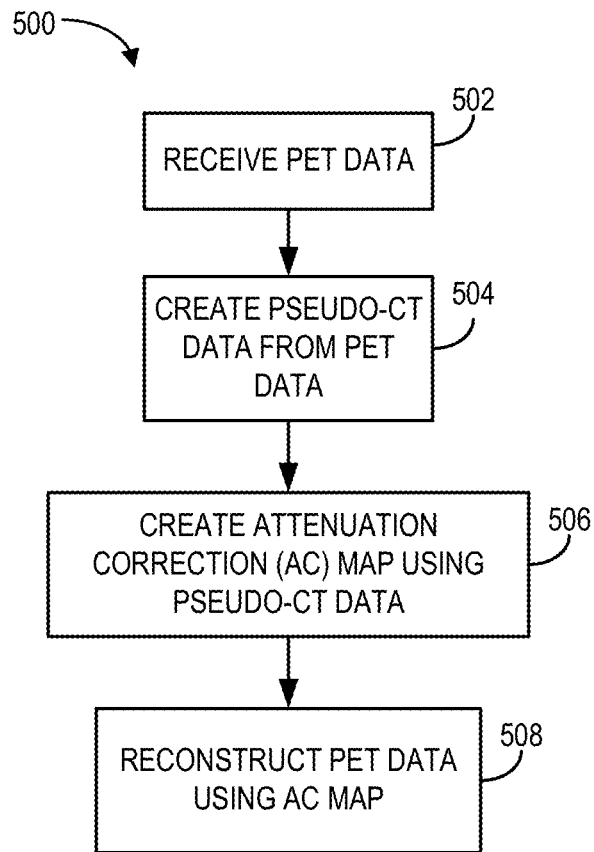 500
502
RECEIVE PET DATA
504
CREATE PSEUDO-CT
DATA FROM PET
DATA
506
CREATE ATTENUATION
CORRECTION (AC) MAP USING
PSEUDO-CT DATA
508
RECONSTRUCT PET DATA
USING AC MAP